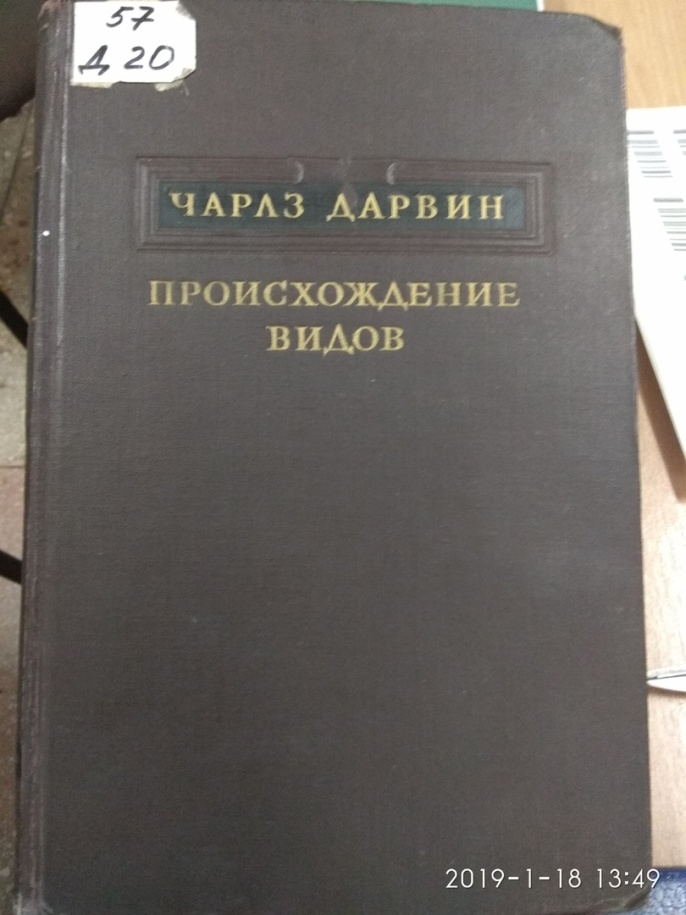 57
Д 20
ЧАРЛЗ ДАРВИН
ПРОИСХОЖДЕНИЕ
ВИДОВ
2019-1-18 13:49